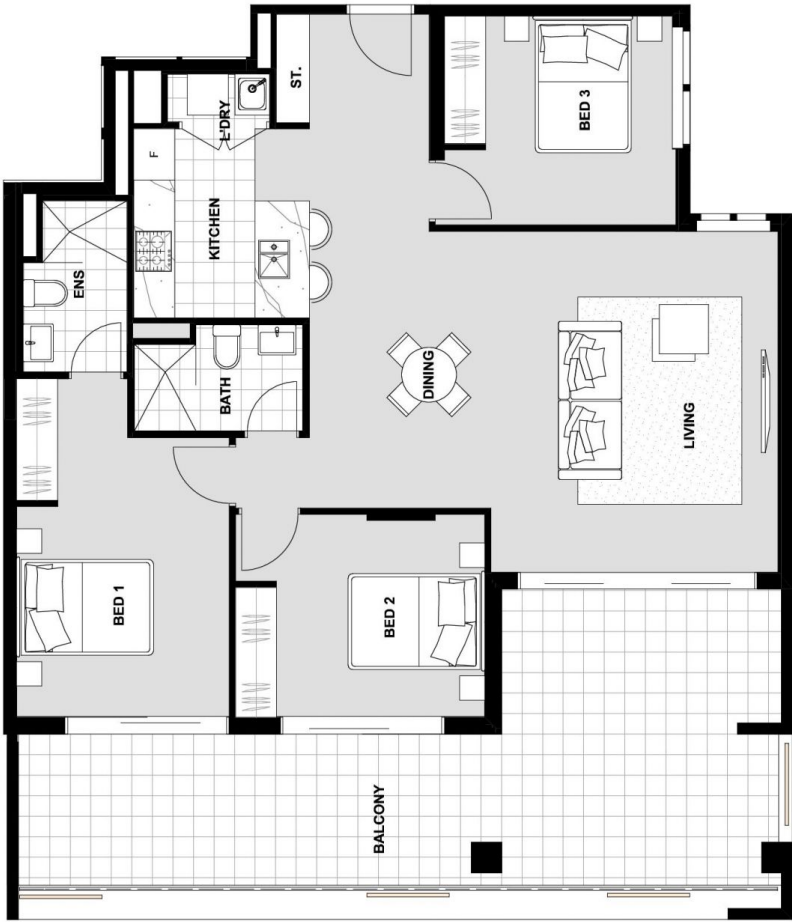 ST.
BED 3
L'DRY
F
KITCHEN
ENS
BATH
DINING
LIVING
BED 1
BED 2
BALCONY